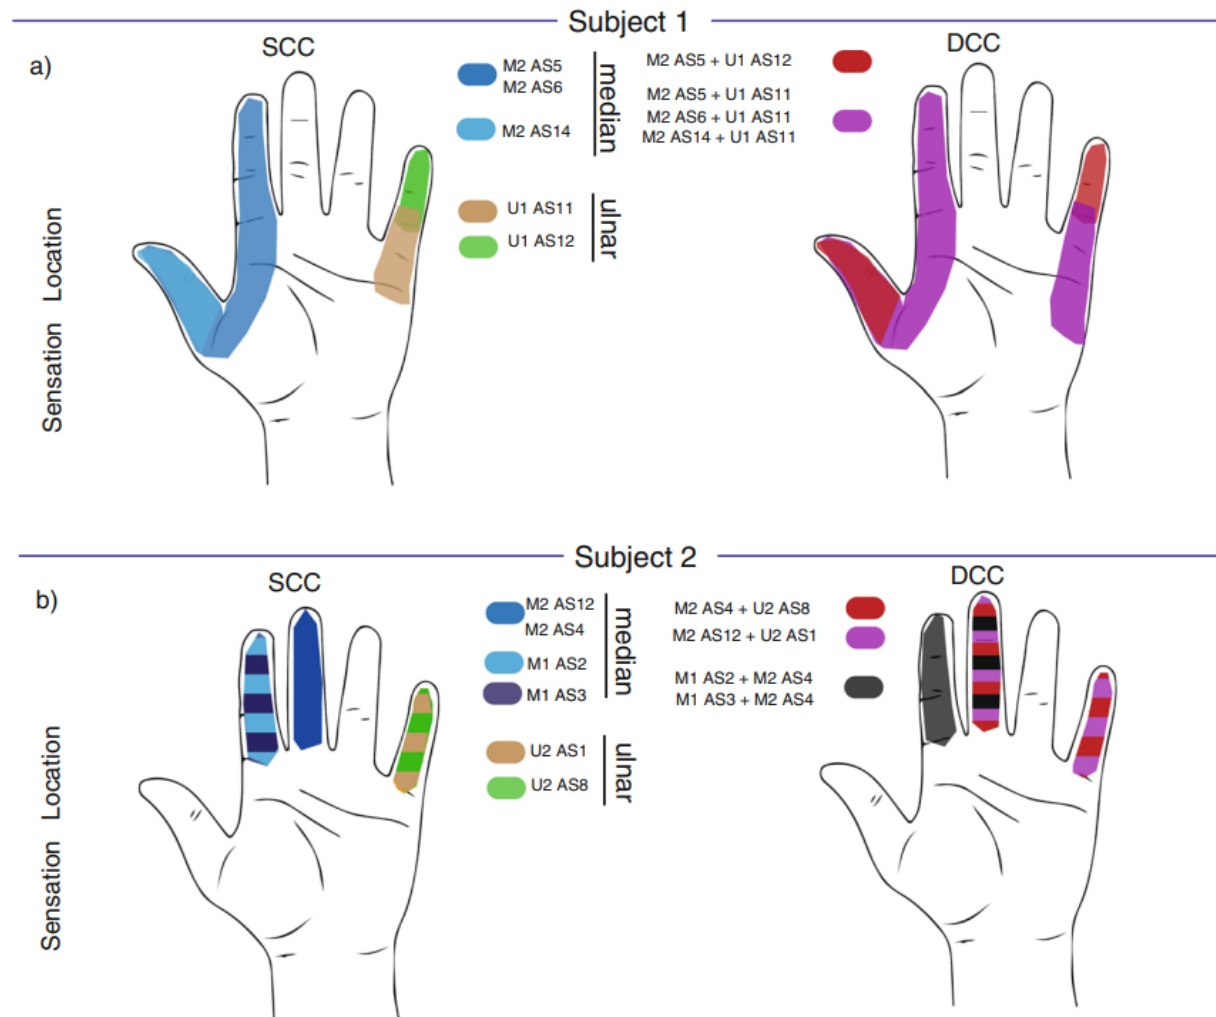 Subject 1
SCC
DCC
a)
M2 AS5
M2 AS6
M2 AS14
median
U1 AS11
U1 AS12
ulnar
M2 AS5 + U1 AS12
M2 AS5 + U1 AS11
M2 AS6 + U1 AS11
M2 AS14 + U1 AS11
Sensation Location
Subject 2
SCC
DCC
b)
M2 AS12
M2 AS4
M1 AS2
M1 AS3
median
U2 AS1
U2 AS8
ulnar
M2 AS4 + U2 AS8
M2 AS12 + U2 AS1
M1 AS2 + M2 AS4
M1 AS3 + M2 AS4
Sensation Location